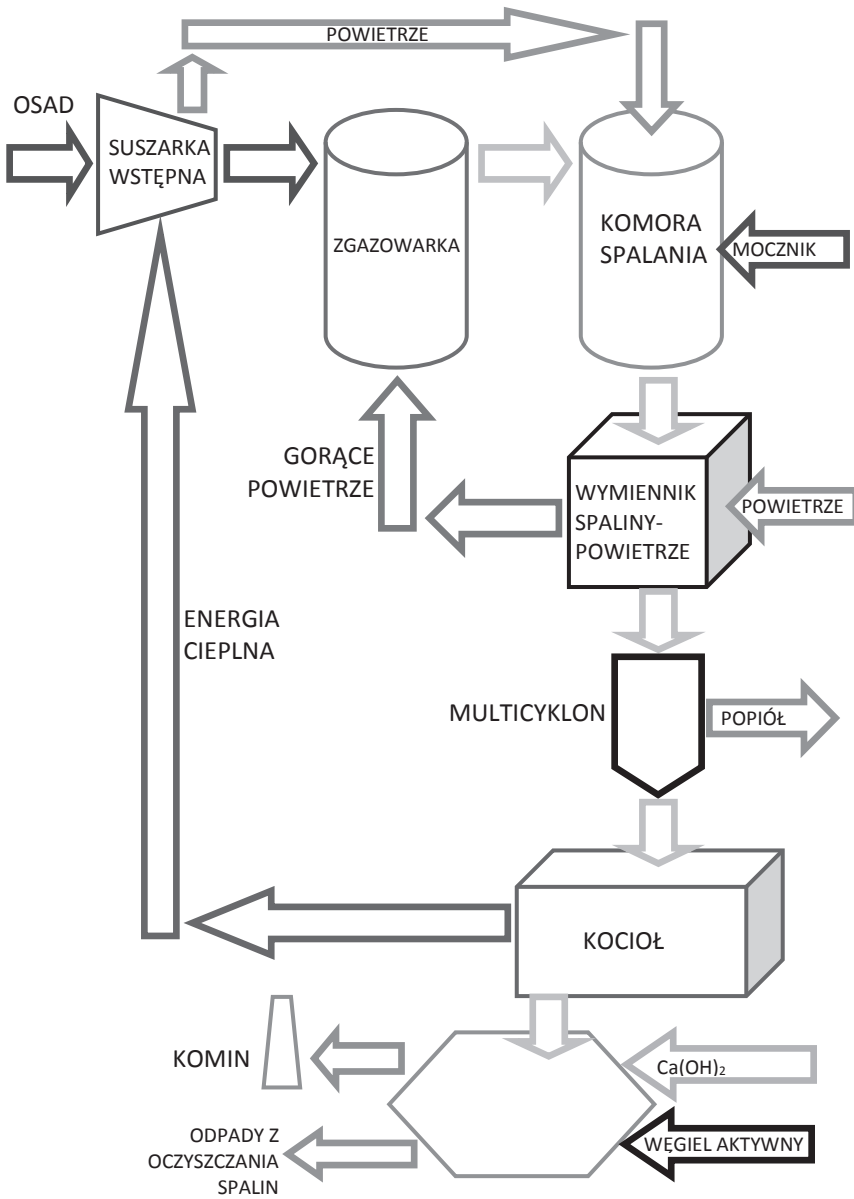 POWIETRZE
OSAD
SUSZARKA
WSTĘPNA
ZGAZOWARKA
KOMORA
SPALANIA
MOCZNIK
GORĄCE
POWIETRZE
WYMIENNIK
SPALINY-
POWIETRZE
POWIETRZE
ENERGIA
CIEPLNA
MULTICYKLON
POPIÓŁ
KOCIOŁ
KOMIN
Ca(OH)₂
ODPADY Z
OCZYSZCZANIA
SPALIN
WĘGIEL AKTYWNY